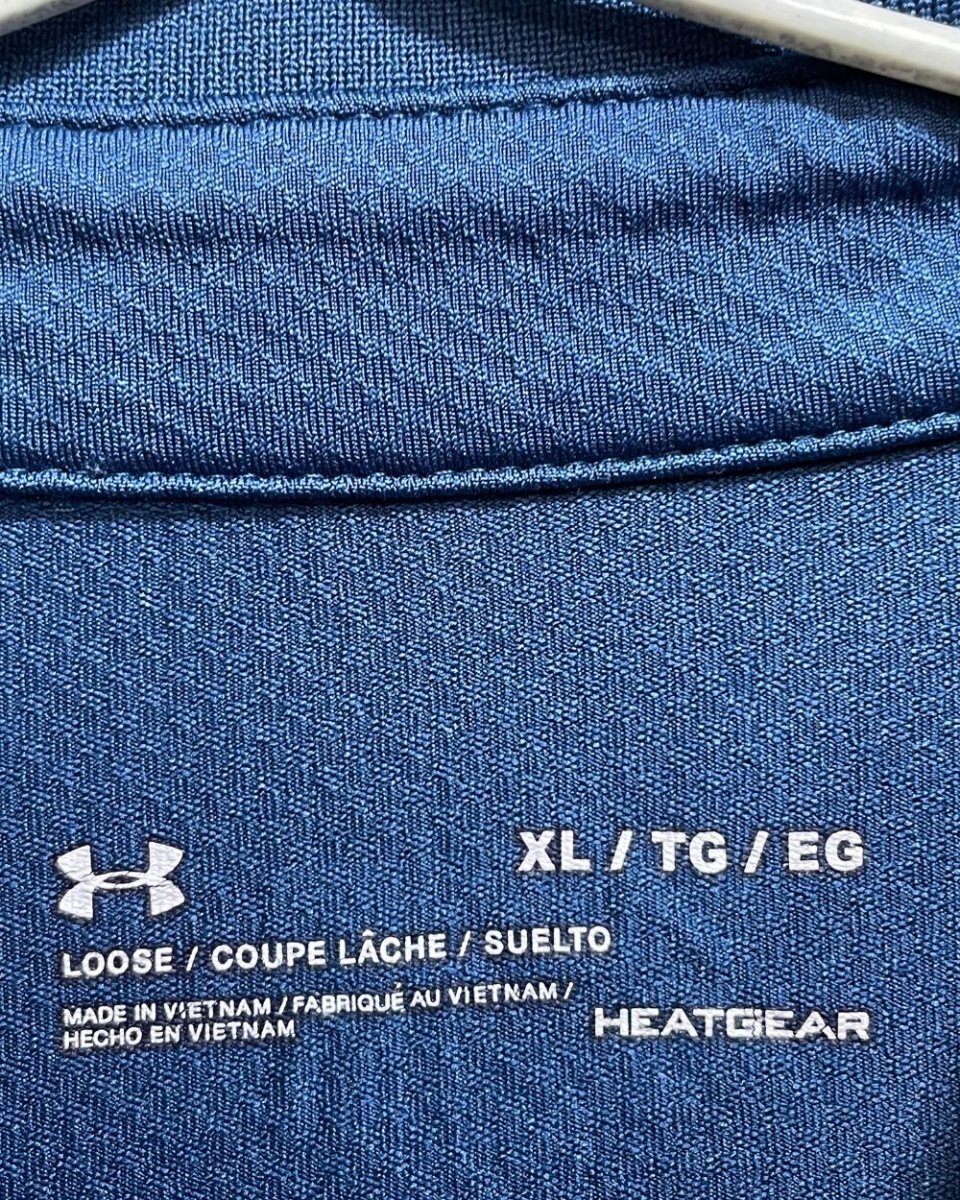 XL / TG / EG
LOOSE / COUPE LÂCHE / SUELTO
MADE IN VIETNAM / FABRIQUÉ AU VIETNAM /
HECHO EN VIETNAM
HEATGEAR